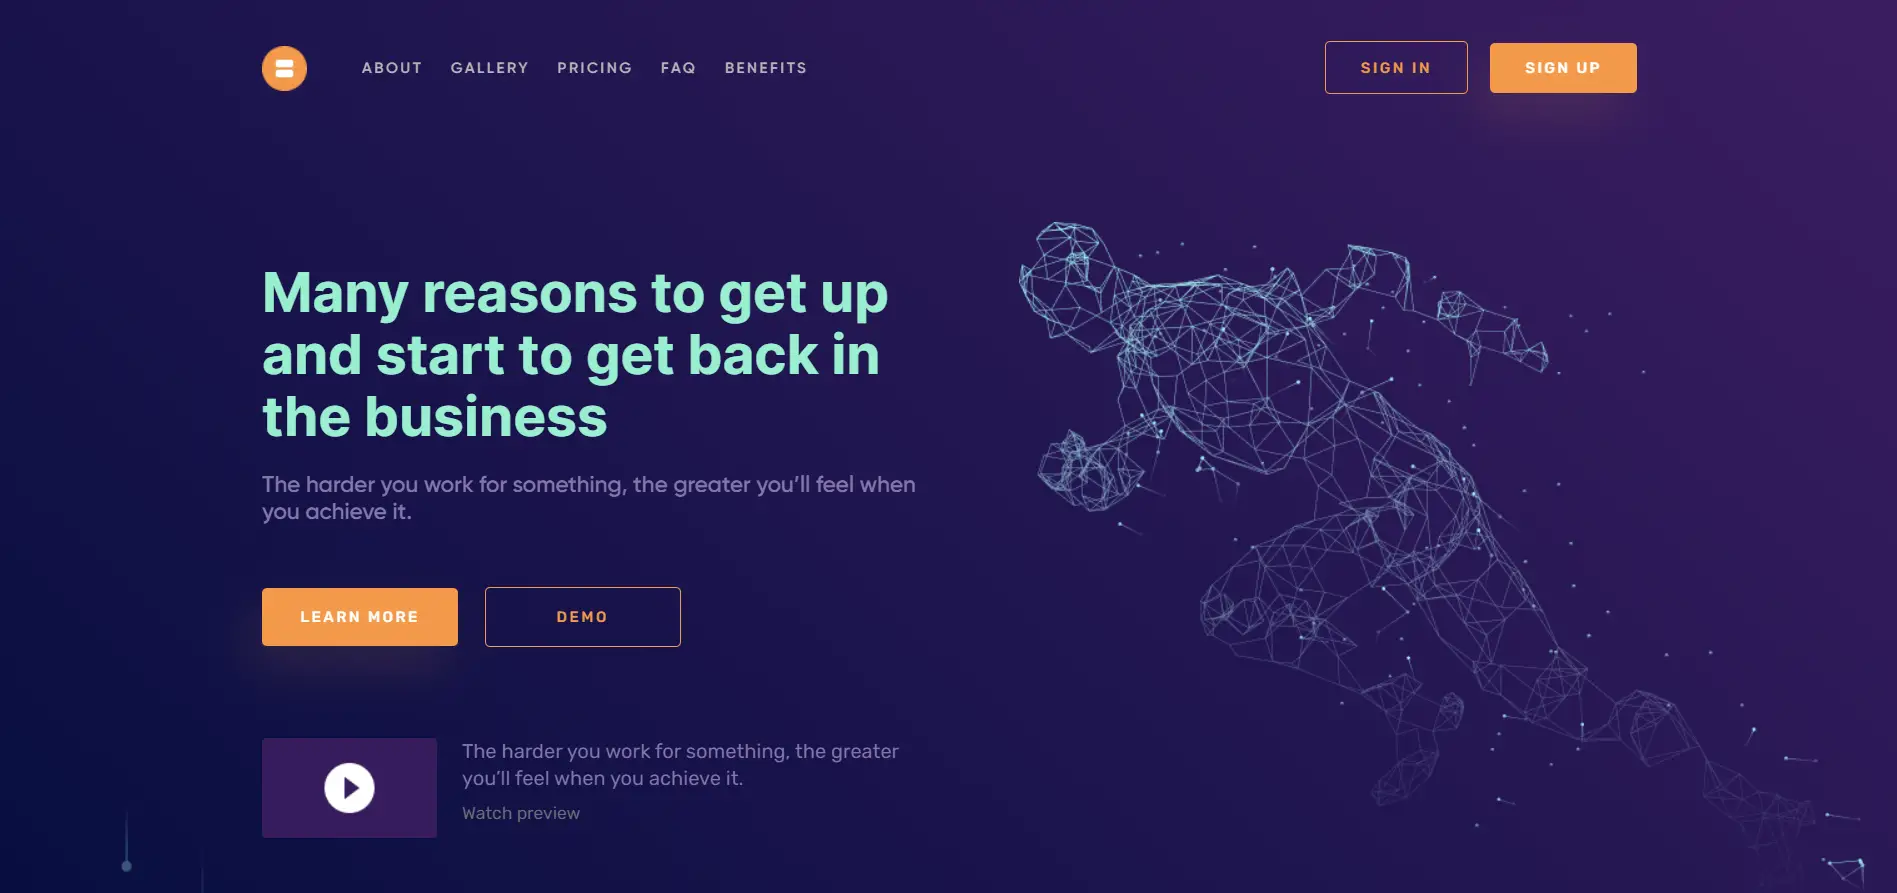 ABOUT GALLERY PRICING FAQ BENEFITS SIGN IN SIGN UP
Many reasons to get up
and start to get back in
the business
The harder you work for something, the greater you’ll feel when
you achieve it.
LEARN MORE DEMO
The harder you work for something, the greater
you’ll feel when you achieve it.
Watch preview